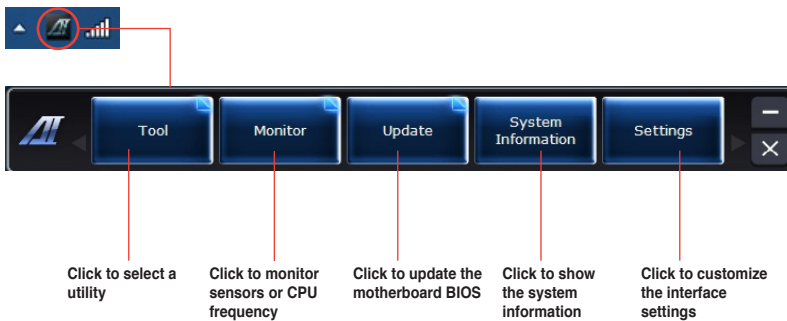 Tool
Monitor
Update
System
Information
Settings
Click to select a
utility
Click to monitor
sensors or CPU
frequency
Click to update the
motherboard BIOS
Click to show
the system
information
Click to customize
the interface
settings